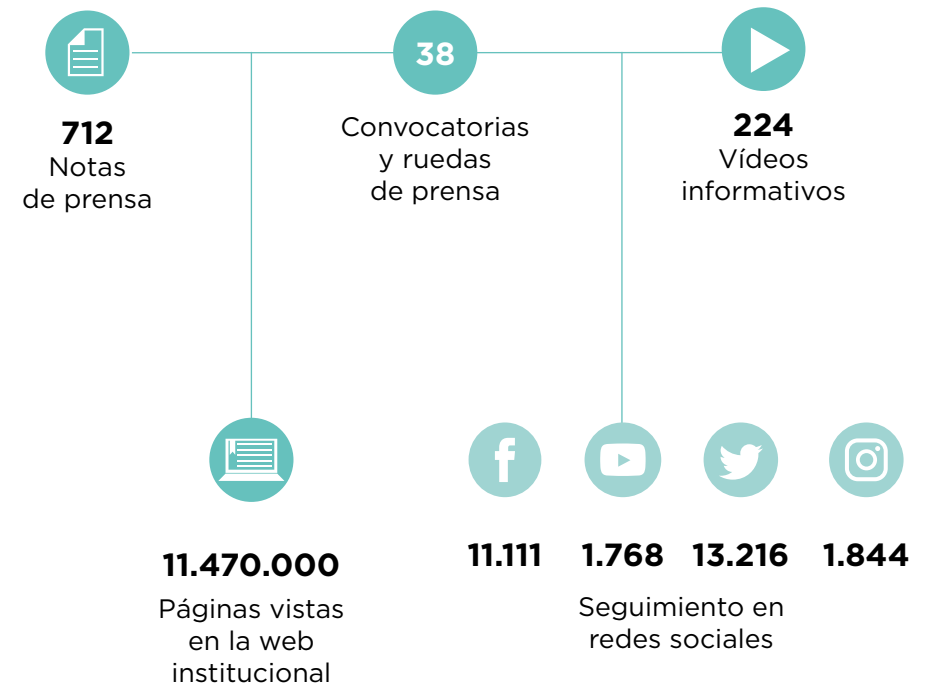 712
Notas
de prensa
38
Convocatorias
y ruedas
de prensa
224
Vídeos
informativos
11.470.000
Páginas vistas
en la web
institucional
11.111
1.768
13.216
1.844
Seguimiento en
redes sociales